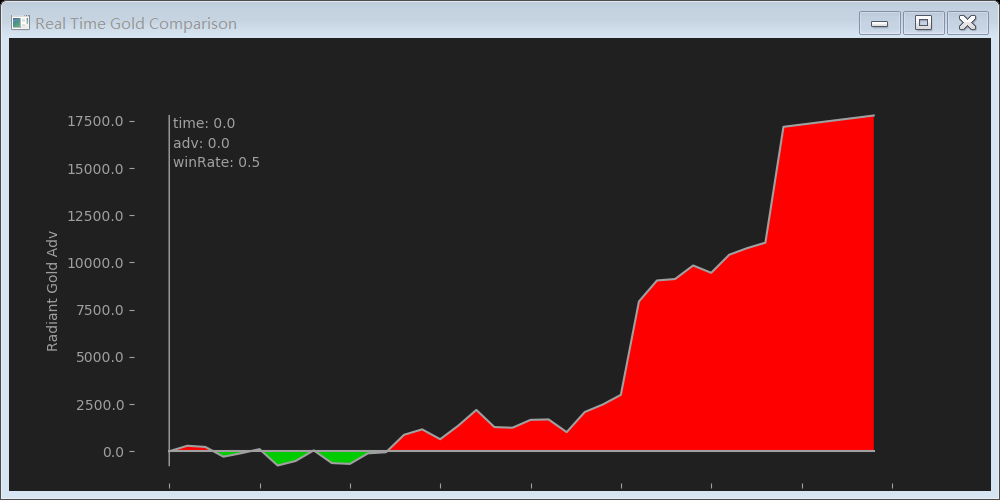 Real Time Gold Comparison
17500.0
15000.0
12500.0
10000.0
7500.0
5000.0
2500.0
0.0
Radiant Gold Adv
time: 0.0
adv: 0.0
winRate: 0.5